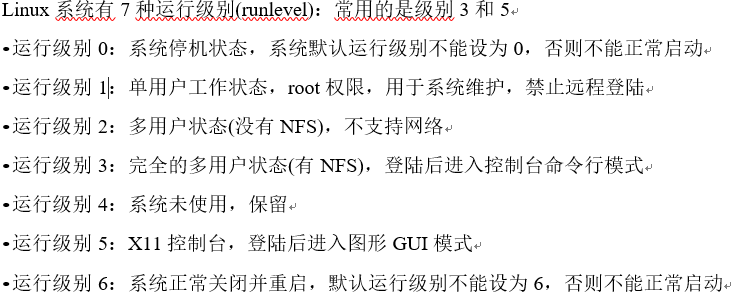 Linux 系统有 7 种运行级别(runlevel)：常用的是级别 3 和 5
•运行级别 0：系统停机状态，系统默认运行级别不能设为 0，否则不能正常启动
•运行级别 1：单用户工作状态，root 权限，用于系统维护，禁止远程登陆
•运行级别 2：多用户状态(没有 NFS)，不支持网络
•运行级别 3：完全的多用户状态(有 NFS)，登陆后进入控制台命令行模式
•运行级别 4：系统未使用，保留
•运行级别 5：X11 控制台，登陆后进入图形 GUI 模式
•运行级别 6：系统正常关闭并重启，默认运行级别不能设为 6，否则不能正常启动